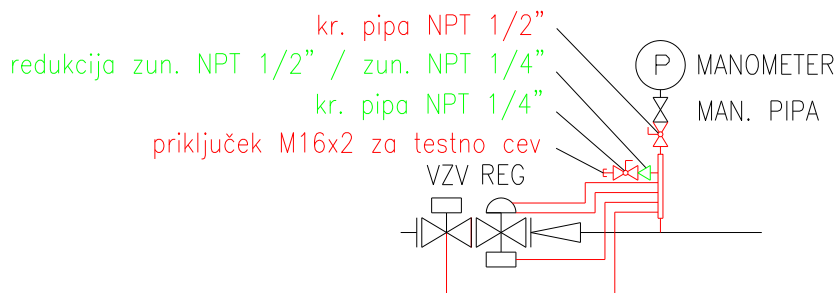 kr. pipa NPT 1/2"
redukcija zun. NPT 1/2" / zun. NPT 1/4"
P MANOMETER
kr. pipa NPT 1/4"
MAN. PIPA
priključek M16x2 za testno cev
VZV REG